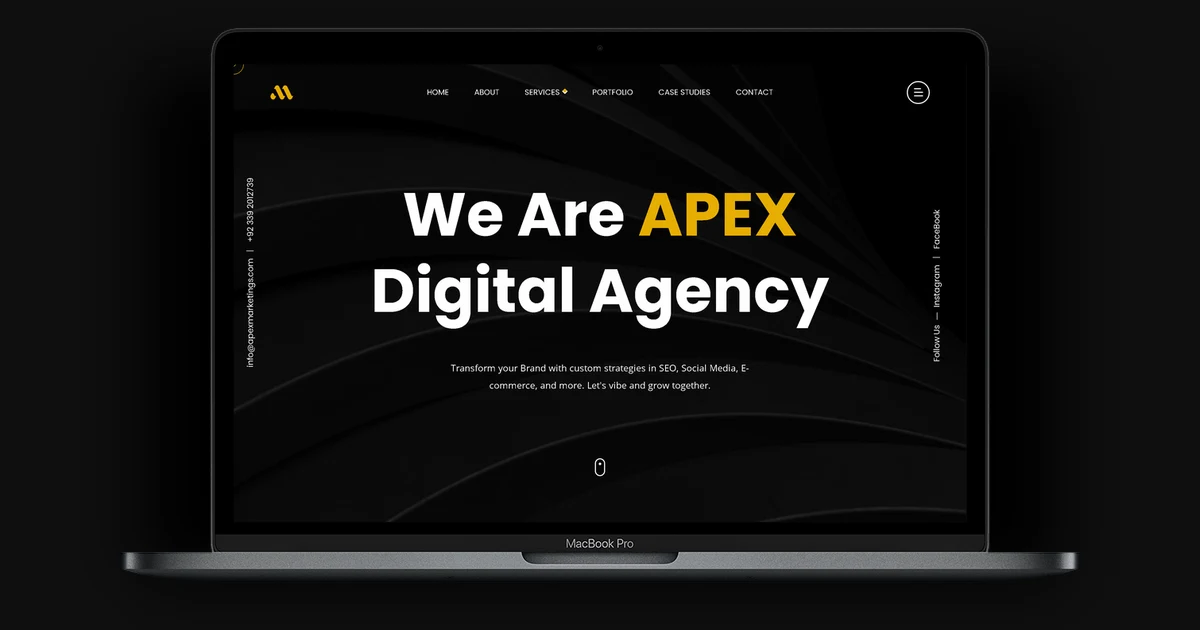 HOME ABOUT SERVICES PORTFOLIO CASE STUDIES CONTACT
info@apexmarketings.com | +92 339 2012739
We Are APEX
Digital Agency
Transform your Brand with custom strategies in SEO, Social Media, E-
commerce, and more. Let's vibe and grow together.
Follow Us — Instagram | FaceBook
MacBook Pro